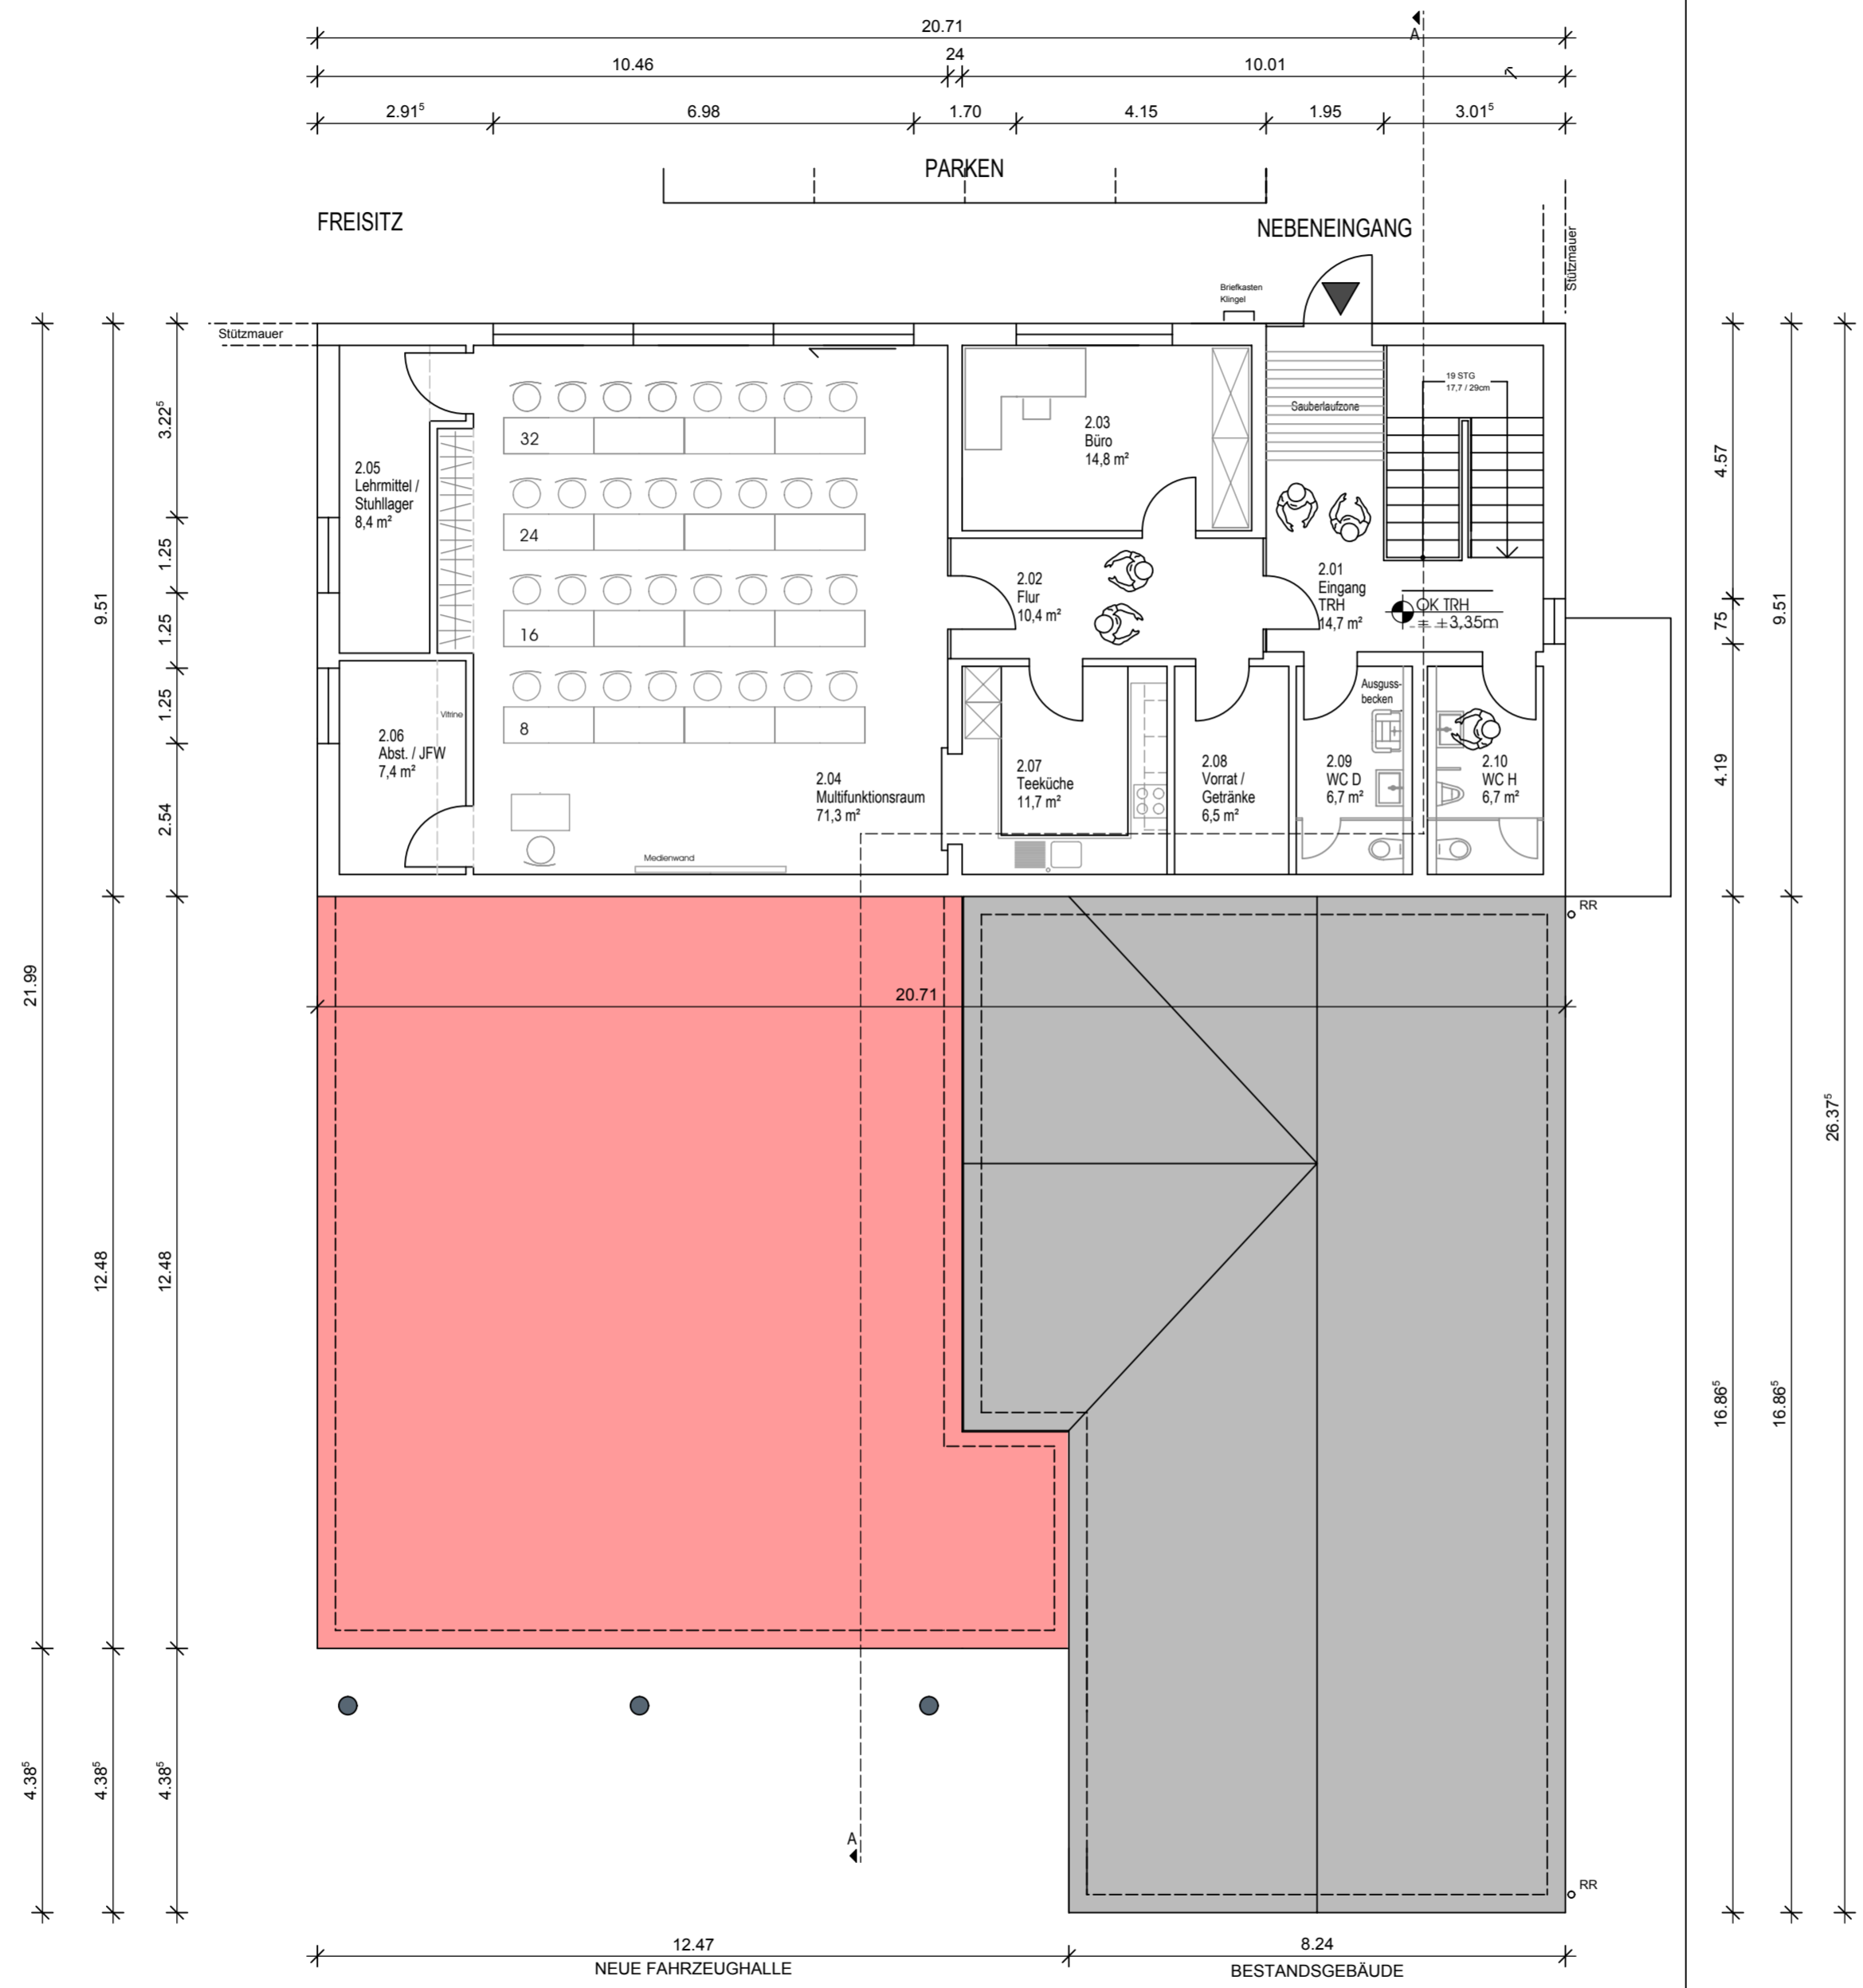 20.71
A
10.46
24
10.01
2.91⁵
6.98
1.70
4.15
1.95
3.01⁵
PARKEN
FREISITZ
NEBENEINGANG
Stützmauer
Briefkasten
Klingel
Stützmauer
19 STG
17,7 / 29cm
Sauberlaufzone
32
2.03
Büro
14,8 m²
2.05
Lehrmittel /
Stuhllager
8,4 m²
24
2.02
Flur
10,4 m²
2.01
Eingang
TRH
14,7 m²
OK TRH
= +3,35m
16
Ausguss-
becken
Vitrine
8
2.06
Abst. / JFW
7,4 m²
2.04
Multifunktionsraum
71,3 m²
2.07
Teeküche
11,7 m²
2.08
Vorrat /
Getränke
6,5 m²
2.09
WC D
6,7 m²
2.10
WC H
6,7 m²
Medienwand
RR
20.71
3.22⁵
1.25
1.25
1.25
2.54
9.51
21.99
12.48
12.48
4.38⁵
4.38⁵
4.38⁵
4.57
75
4.19
9.51
26.37⁵
16.86⁵
16.86⁵
A
RR
12.47
8.24
NEUE FAHRZEUGHALLE
BESTANDSGEBÄUDE